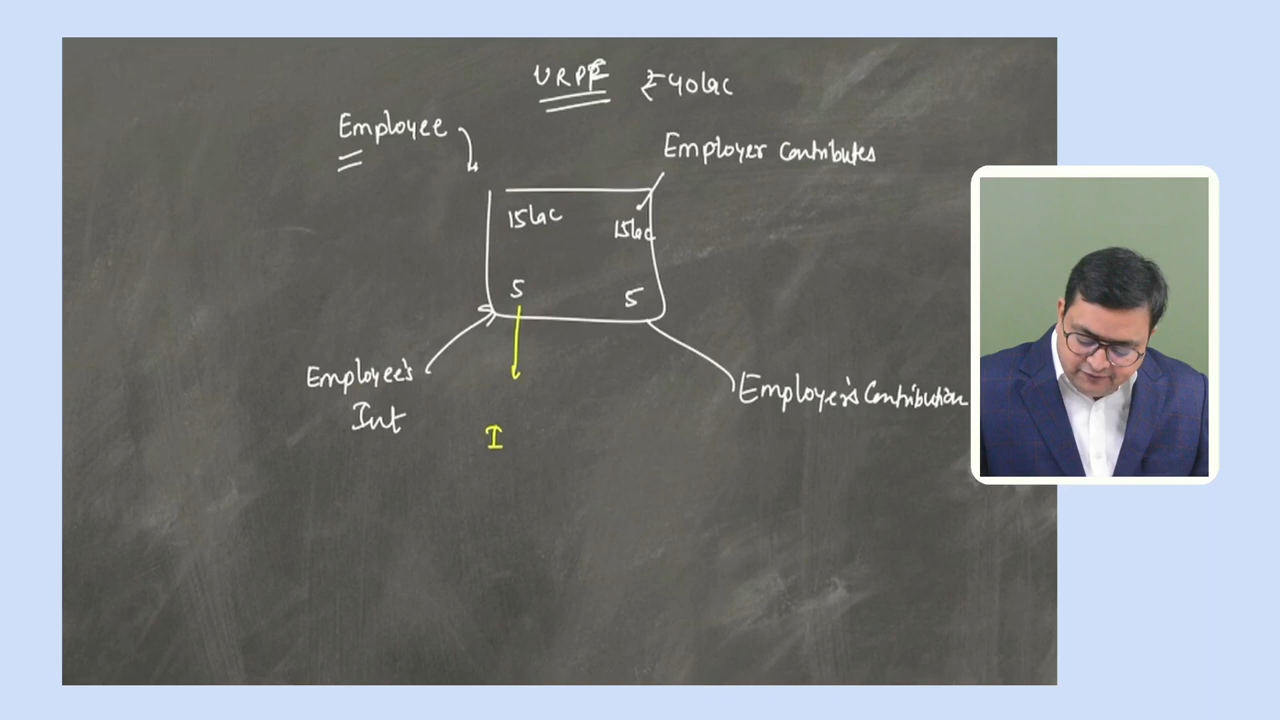 URPF ₹40lac
Employee
Employer Contributes
15lac 15lac
5 5
Employee's
Int
Employer's Contribution
I